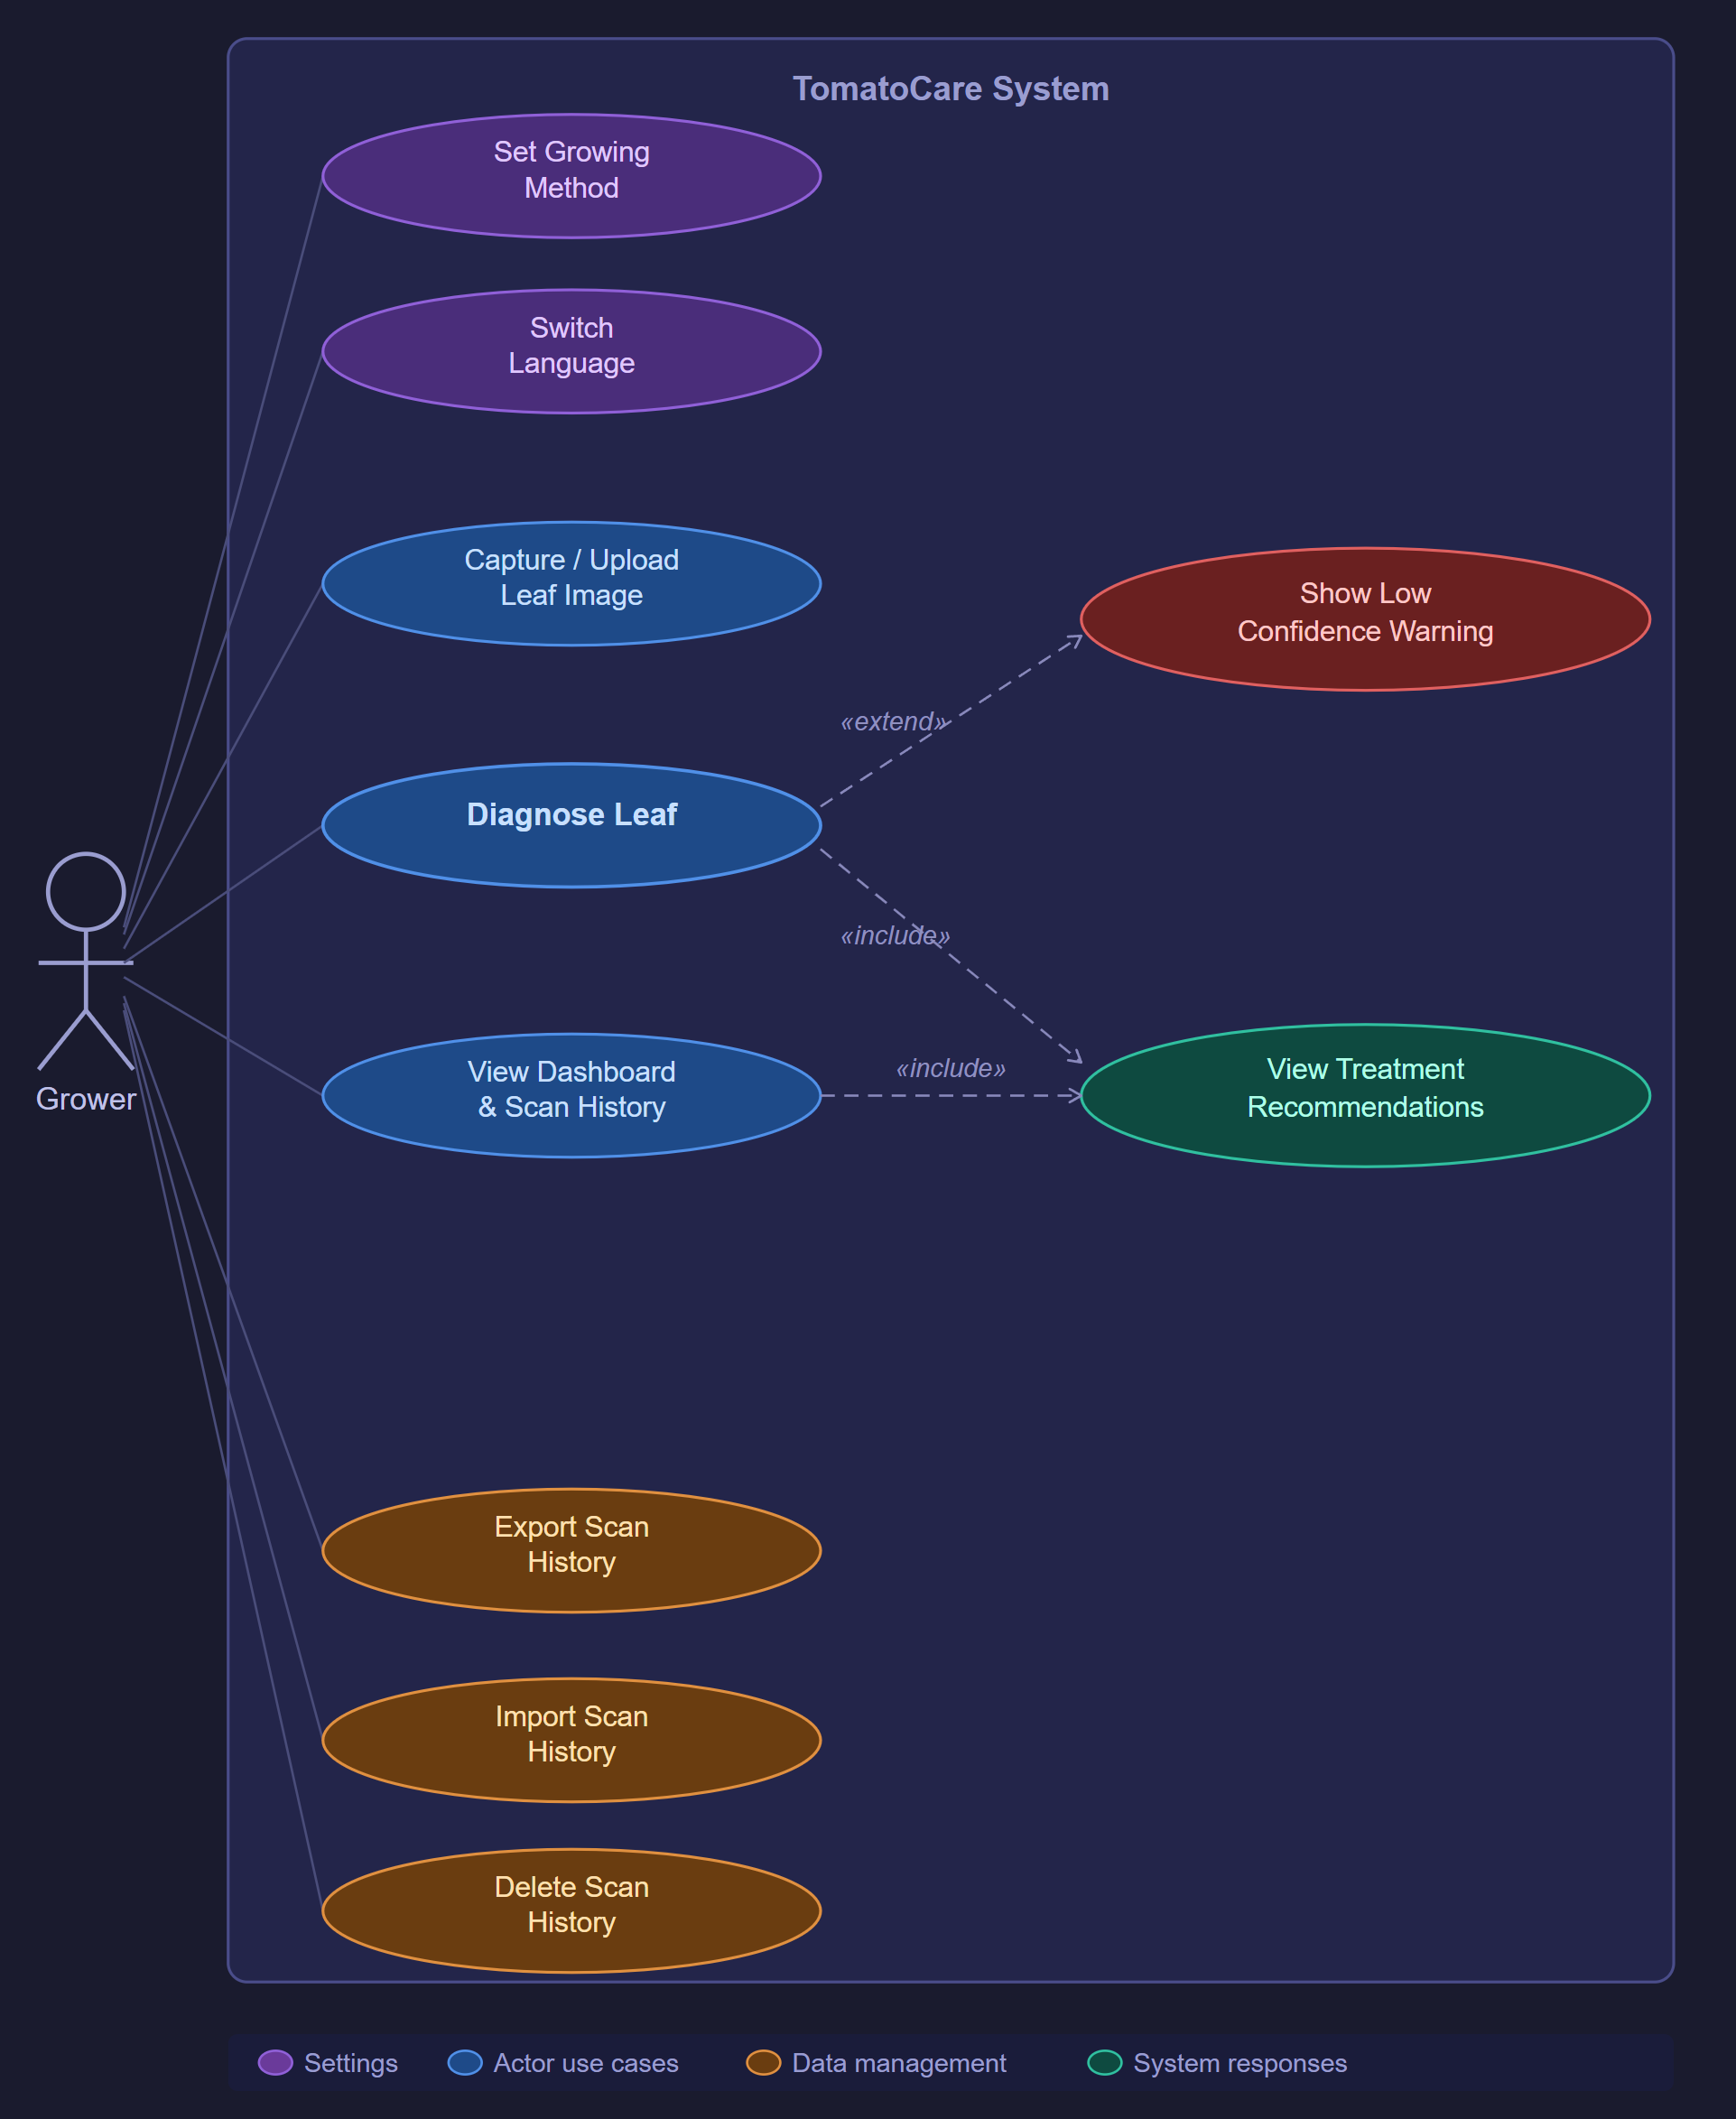 TomatoCare System
Set Growing
Method
Switch
Language
Capture / Upload
Leaf Image
Show Low
Confidence Warning
«extend»
Diagnose Leaf
«include»
Grower
View Dashboard
& Scan History
«include»
View Treatment
Recommendations
Export Scan
History
Import Scan
History
Delete Scan
History
Settings
Actor use cases
Data management
System responses